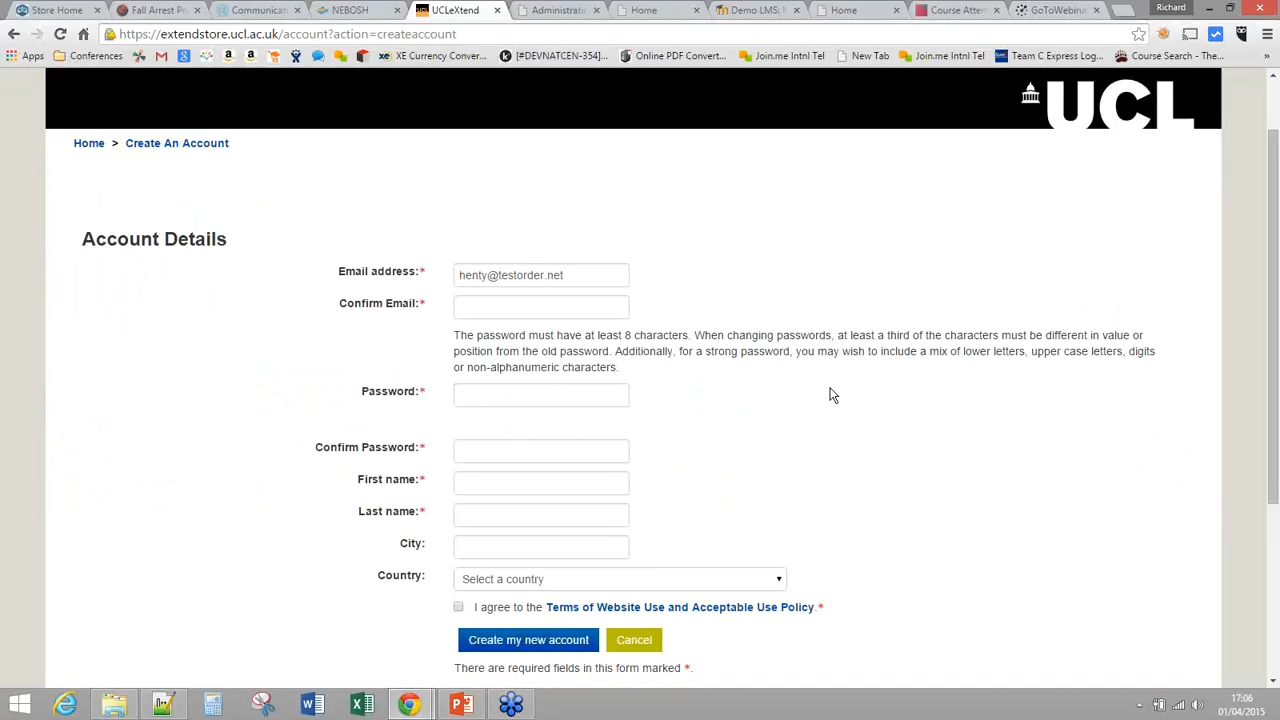 Store Home
Fall Arrest Pr
Communicati
NEBOSH
UCLeXtend
Administrati
Home
Demo LMS:
Home
Course Atten
GoToWebina
Richard
https://extendstore.ucl.ac.uk/account?action=createaccount
Apps
Conferences
XE Currency Conver...
[#DEVNATCEN-354]...
Online PDF Convert...
Join.me Intnl Tel
New Tab
Join.me Intnl Tel
Team C Express Log...
Course Search - The...
»
UCL
Home > Create An Account
Account Details
Email address:*
henty@testorder.net
Confirm Email:*
The password must have at least 8 characters. When changing passwords, at least a third of the characters must be different in value or
position from the old password. Additionally, for a strong password, you may wish to include a mix of lower letters, upper case letters, digits
or non-alphanumeric characters.
Password:*
Confirm Password:*
First name:*
Last name:*
City:
Country:
Select a country
I agree to the Terms of Website Use and Acceptable Use Policy.*
Create my new account
Cancel
There are required fields in this form marked *.
17:06
01/04/2015